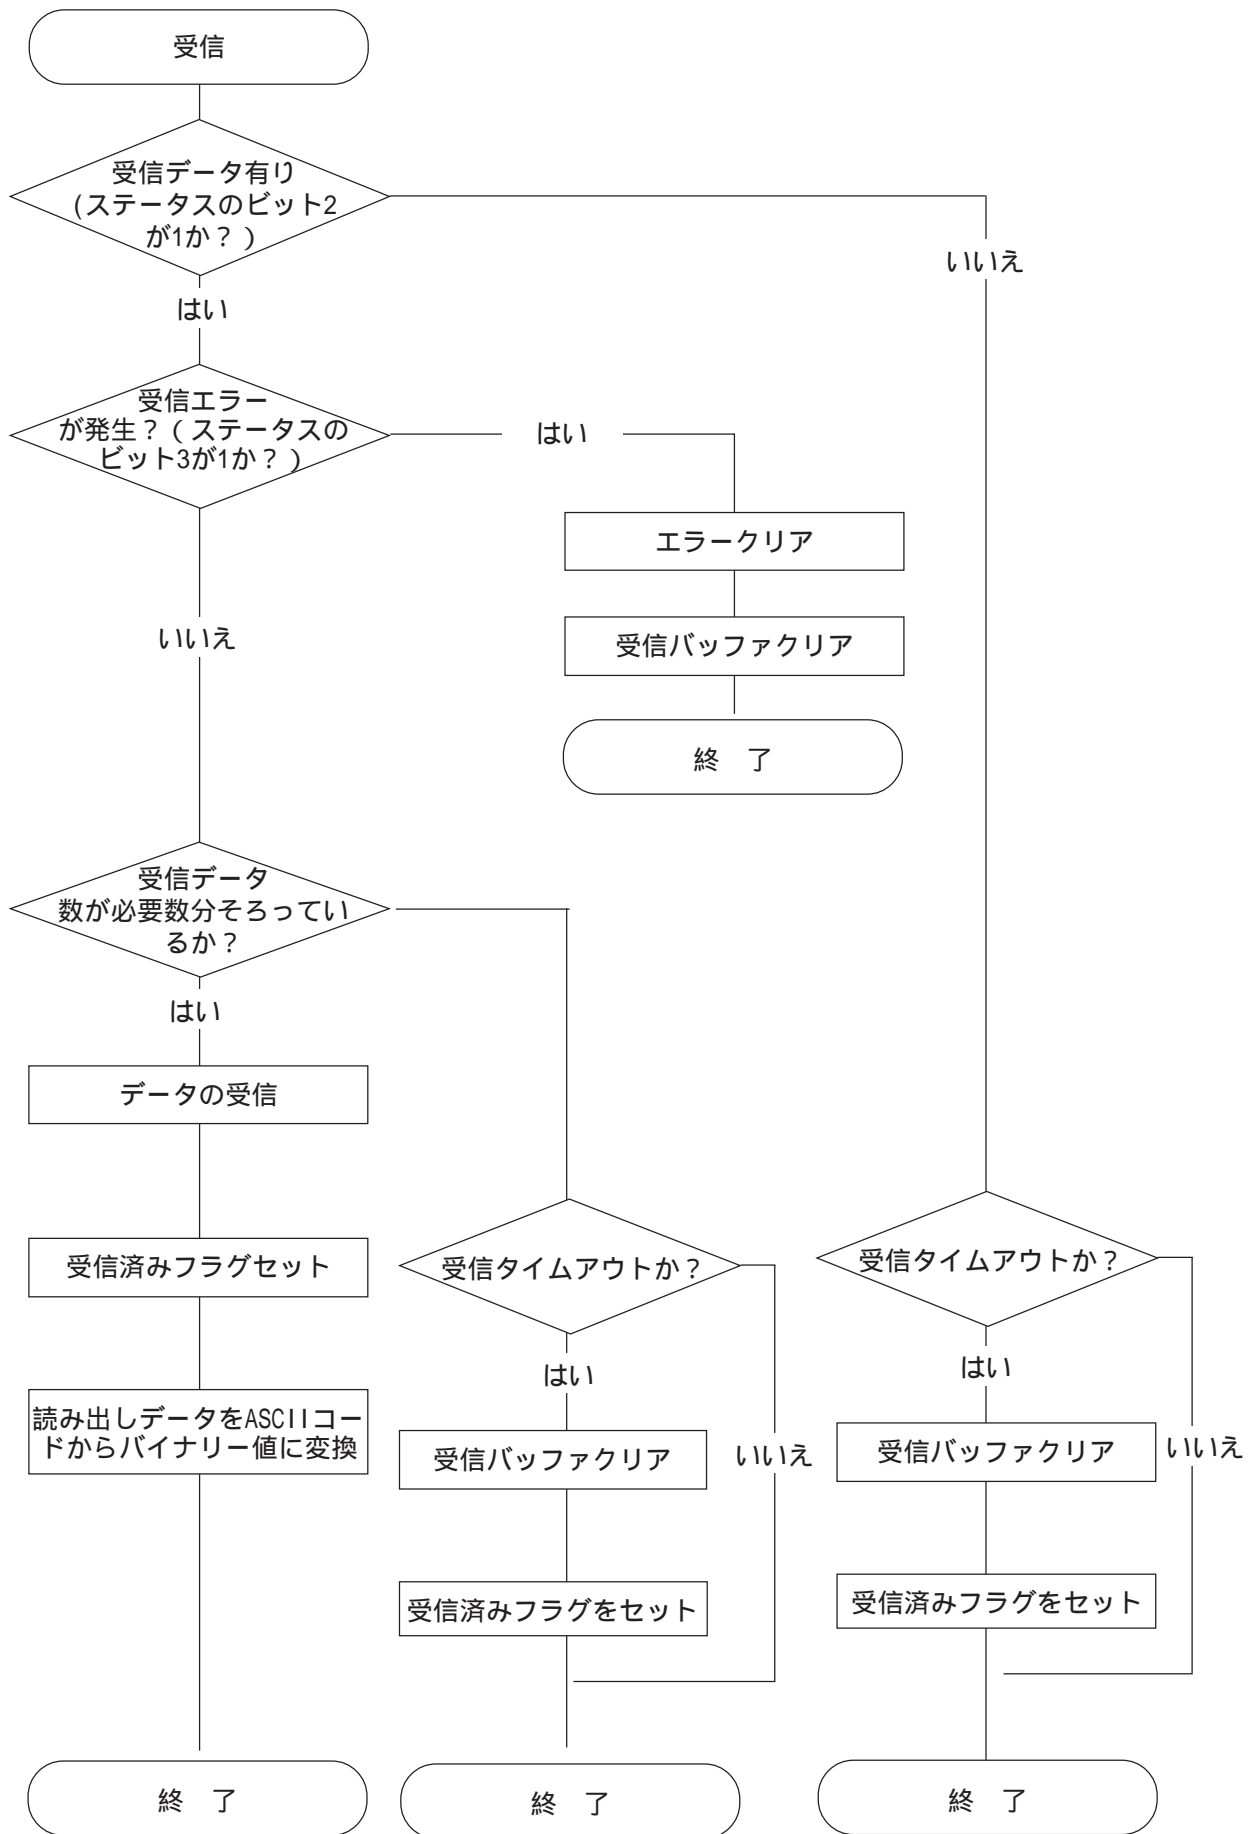 受信
受信データ有り
(ステータスのビット2
が1か？)
いいえ
はい
受信エラー
が発生？(ステータスの
ビット3が1か？)
はい
エラークリア
いいえ
受信バッファクリア
終　了
受信データ
数が必要数分そろってい
るか？
はい
データの受信
受信済みフラグセット
受信タイムアウトか？
受信タイムアウトか？
はい
はい
読み出しデータをASCIIコー
ドからバイナリー値に変換
受信バッファクリア
いいえ
受信バッファクリア
いいえ
受信済みフラグをセット
受信済みフラグをセット
終　了
終　了
終　了